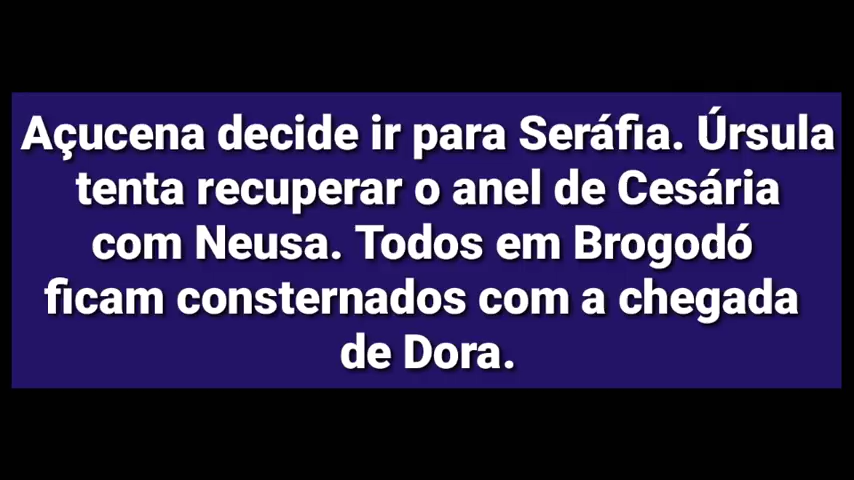 Açucena decide ir para Seráfia. Úrsula
tenta recuperar o anel de Cesária
com Neusa. Todos em Brogodó
ficam consternados com a chegada
de Dora.